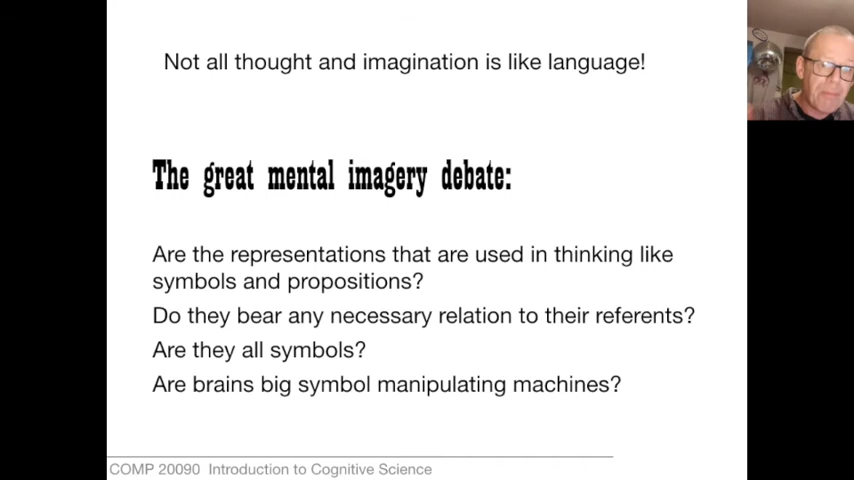 Not all thought and imagination is like language!
The great mental imagery debate:
Are the representations that are used in thinking like
symbols and propositions?
Do they bear any necessary relation to their referents?
Are they all symbols?
Are brains big symbol manipulating machines?
COMP 20090 Introduction to Cognitive Science